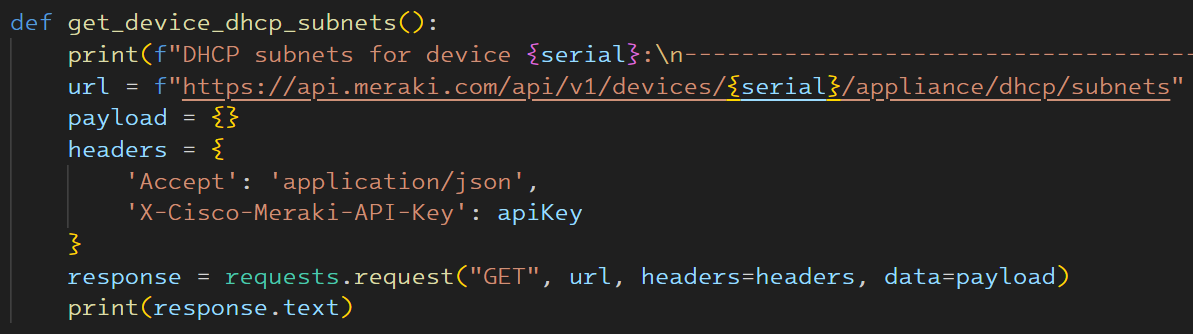 def get_device_dhcp_subnets():
    print(f"DHCP subnets for device {serial}:\n------------------------------------
    url = f"https://api.meraki.com/api/v1/devices/{serial}/appliance/dhcp/subnets"
    payload = {}
    headers = {
        'Accept': 'application/json',
        'X-Cisco-Meraki-API-Key': apiKey
    }
    response = requests.request("GET", url, headers=headers, data=payload)
    print(response.text)